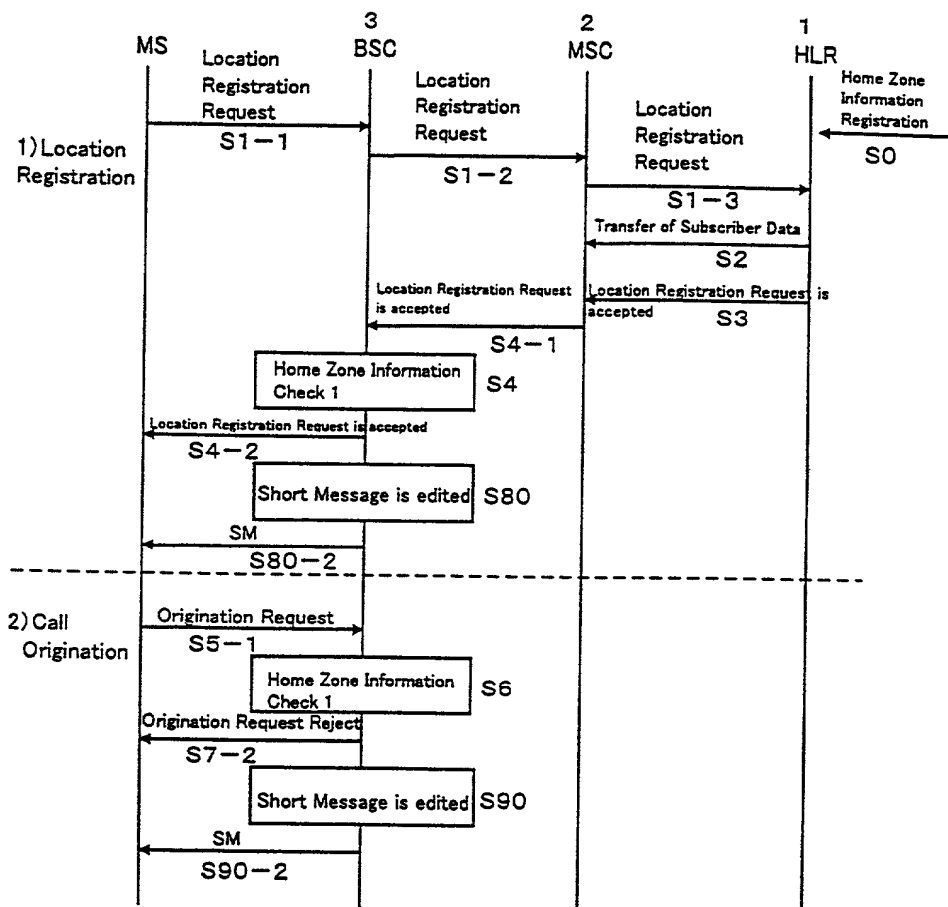 3
2
1
MS
BSC
MSC
HLR
Location
Registration
Request
Location
Registration
Request
Location
Registration
Request
Home Zone
Information
Registration
S0
1)Location
Registration
S1-1
S1-2
S1-3
Transfer of Subscriber Data
S2
Location Registration Request
is accepted
Location Registration Request is
accepted
S3
S4-1
Home Zone Information
Check 1
S4
Location Registration Request is accepted
S4-2
Short Message is edited
S80
SM
S80-2
2)Call
Origination
Origination Request
S5-1
Home Zone Information
Check 1
S6
Origination Request Reject
S7-2
Short Message is edited
S90
SM
S90-2